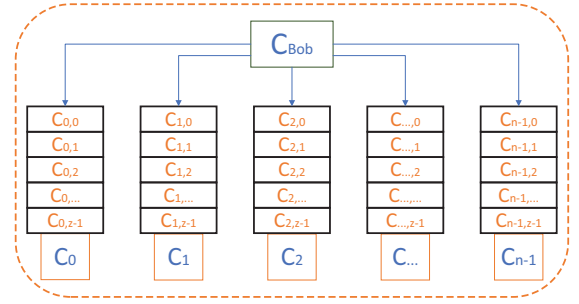 C Bob
C0,0 C1,0 C2,0 C...,0 Cn-1,0
C0,1 C1,1 C2,1 C...,1 Cn-1,1
C0,2 C1,2 C2,2 C...,2 Cn-1,2
C0,... C1,... C2,... C...,... Cn-1,...
C0,z-1 C1,z-1 C2,z-1 C...,z-1 Cn-1,z-1
C0 C1 C2 C... Cn-1